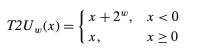 T2U_w(x) = { x + 2^w, x < 0
x, x ≥ 0